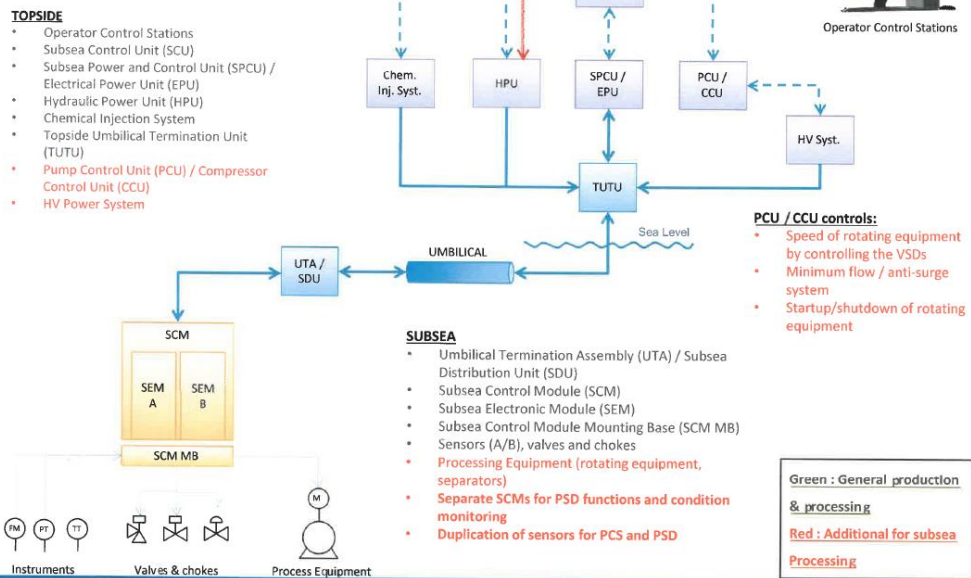 TOPSIDE
• Operator Control Stations
• Subsea Control Unit (SCU)
• Subsea Power and Control Unit (SPCU) /
Electrical Power Unit (EPU)
• Hydraulic Power Unit (HPU)
• Chemical Injection System
• Topside Umbilical Termination Unit
(TUTU)
• Pump Control Unit (PCU) / Compressor
Control Unit (CCU)
• HV Power System
Operator Control Stations
Chem.
Inj. Syst.
HPU
SPCU /
EPU
PCU /
CCU
HV Syst.
TUTU
Sea Level
UMBILICAL
UTA /
SDU
PCU / CCU controls:
• Speed of rotating equipment
by controlling the VSDs
• Minimum flow / anti-surge
system
• Startup/shutdown of rotating
equipment
SCM
SEM
A
SEM
B
SCM MB
SUBSEA
• Umbilical Termination Assembly (UTA) / Subsea
Distribution Unit (SDU)
• Subsea Control Module (SCM)
• Subsea Electronic Module (SEM)
• Subsea Control Module Mounting Base (SCM MB)
• Sensors (A/B), valves and chokes
• Processing Equipment (rotating equipment,
separators)
• Separate SCMs for PSD functions and condition
monitoring
• Duplication of sensors for PCS and PSD
FM
PT
TT
M
Instruments
Valves & chokes
Process Equipment
Green : General production
& processing
Red : Additional for subsea
Processing